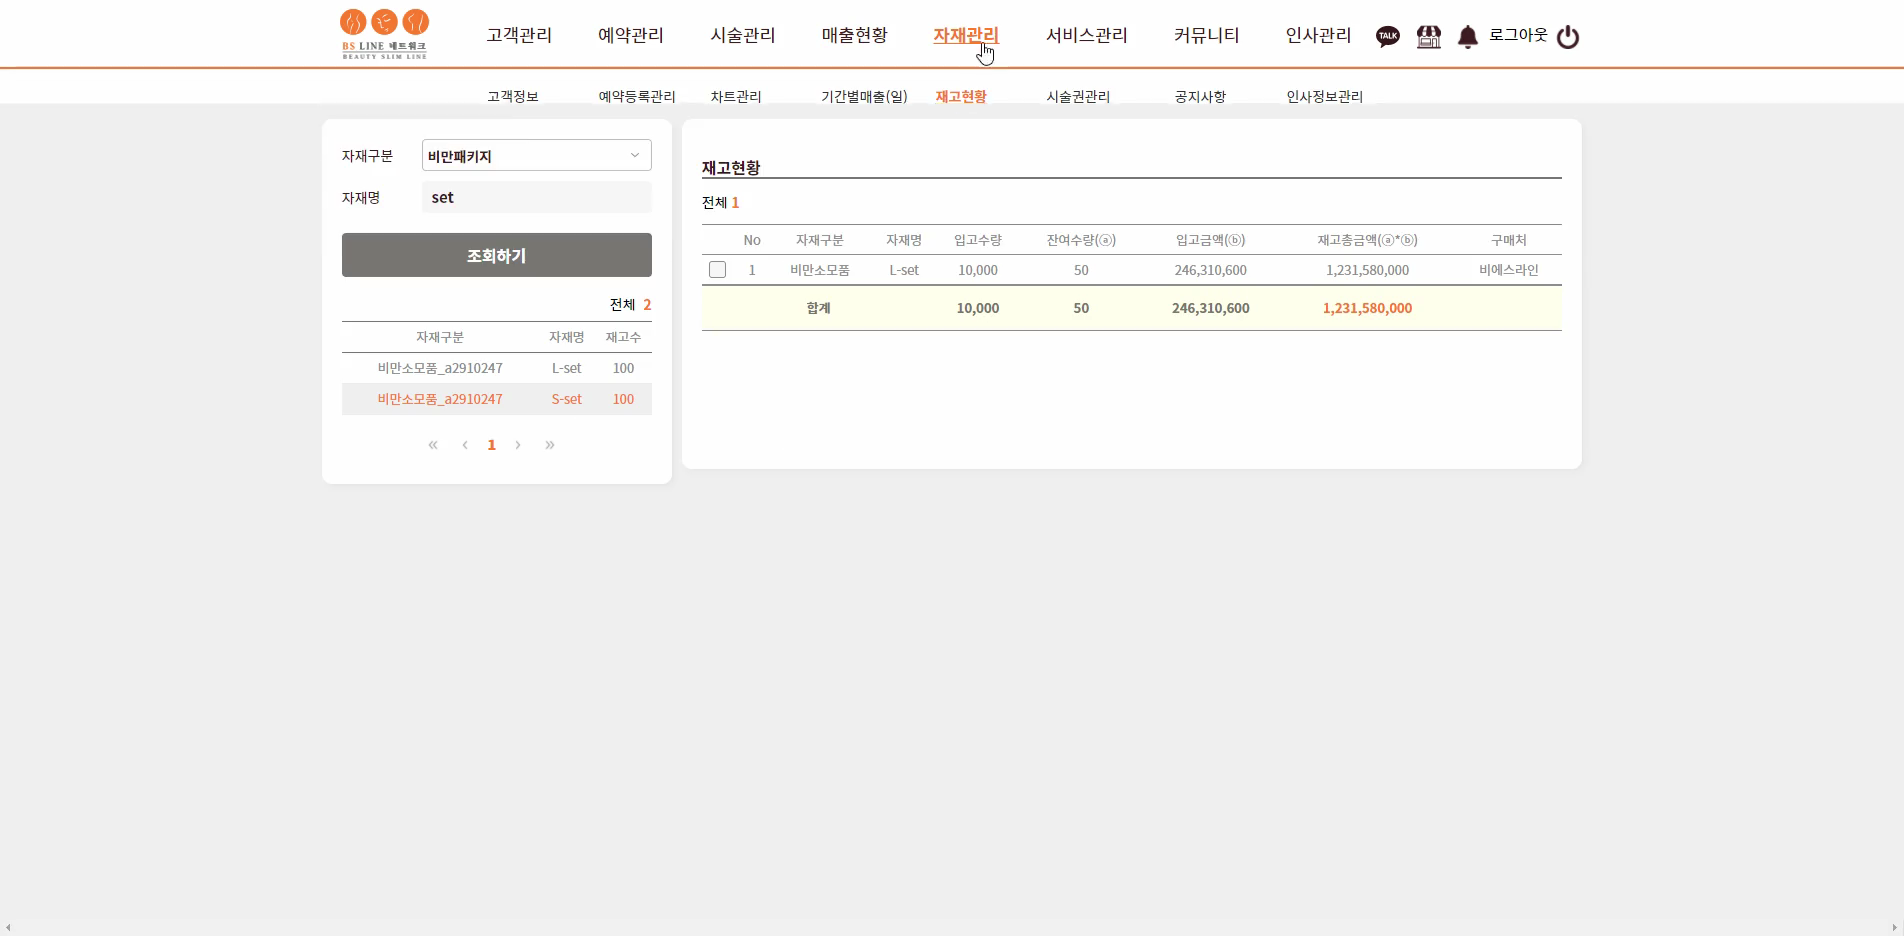 BS LINE 네트워크
BEAUTY SLIM LINE
고객관리 예약관리 시술관리 매출현황 자재관리 서비스관리 커뮤니티 인사관리 TALK 로그아웃
고객정보 예약등록관리 차트관리 기간별매출(일) 재고현황 시술권관리 공지사항 인사정보관리
자재구분 비만패키지
자재명 set
조회하기
전체 2
자재구분 자재명 재고수
비만소모품_a2910247 L-set 100
비만소모품_a2910247 S-set 100
« ‹ 1 › »
재고현황
전체 1
No 자재구분 자재명 입고수량 잔여수량(ⓐ) 입고금액(ⓑ) 재고총금액(ⓐ*ⓑ) 구매처
1 비만소모품 L-set 10,000 50 246,310,600 1,231,580,000 비에스라인
합계 10,000 50 246,310,600 1,231,580,000